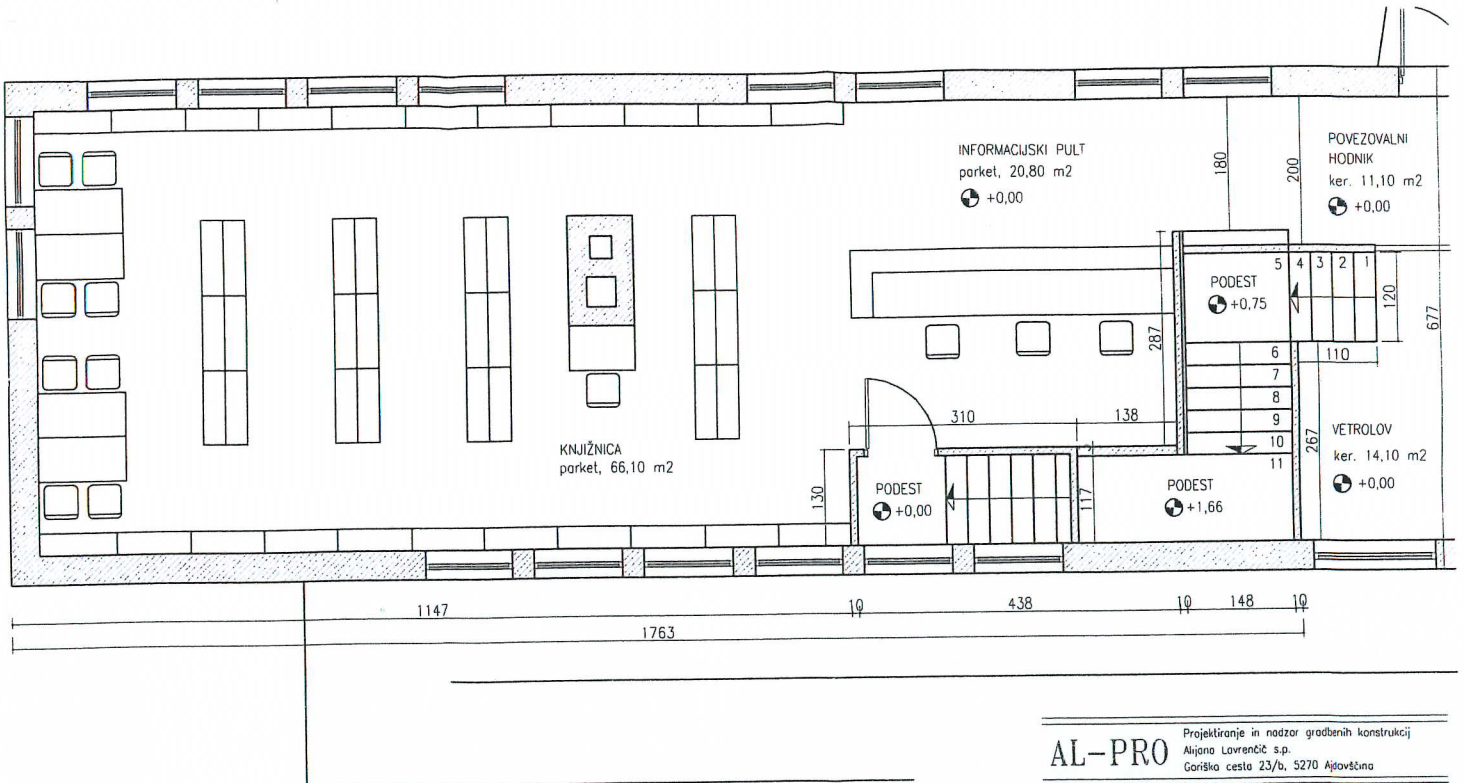 INFORMACIJSKI PULT
parket, 20,80 m2
+0,00
180
200
POVEZOVALNI
HODNIK
ker. 11,10 m2
+0,00
PODEST
+0,75
5 4 3 2 1
120
677
287
6
110
7
8
9
10
11
310
138
267
VETROLOV
ker. 14,10 m2
+0,00
KNJIŽNICA
parket, 66,10 m2
130
PODEST
+0,00
3
117
PODEST
+1,66
1147
10
438
10
148
10
1763
AL-PRO
Projektiranje in nadzor gradbenih konstrukcij
Alijana Lavrenčič s.p.
Goriška cesta 23/b, 5270 Ajdovščina